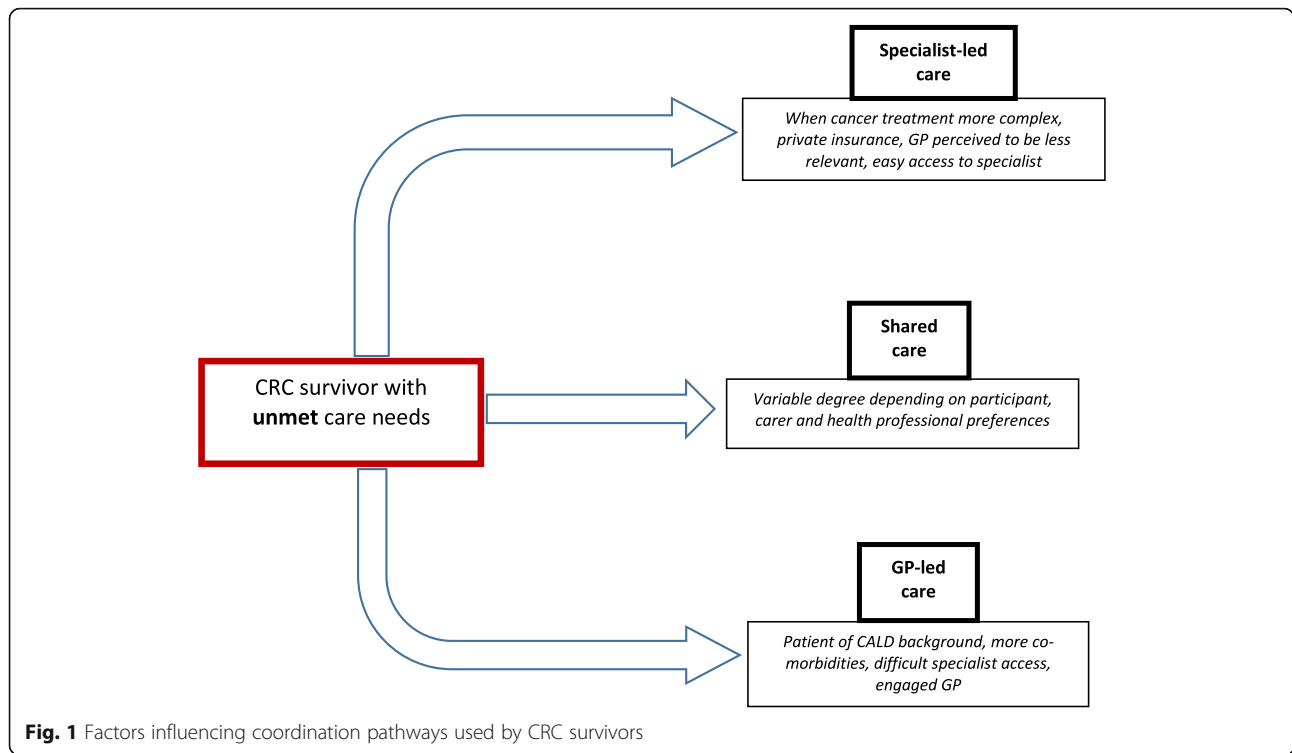 Specialist-led
care
When cancer treatment more complex,
private insurance, GP perceived to be less
relevant, easy access to specialist
Shared
care
CRC survivor with
unmet care needs
Variable degree depending on participant,
carer and health professional preferences
GP-led
care
Patient of CALD background, more co-
morbidities, difficult specialist access,
engaged GP
Fig. 1 Factors influencing coordination pathways used by CRC survivors